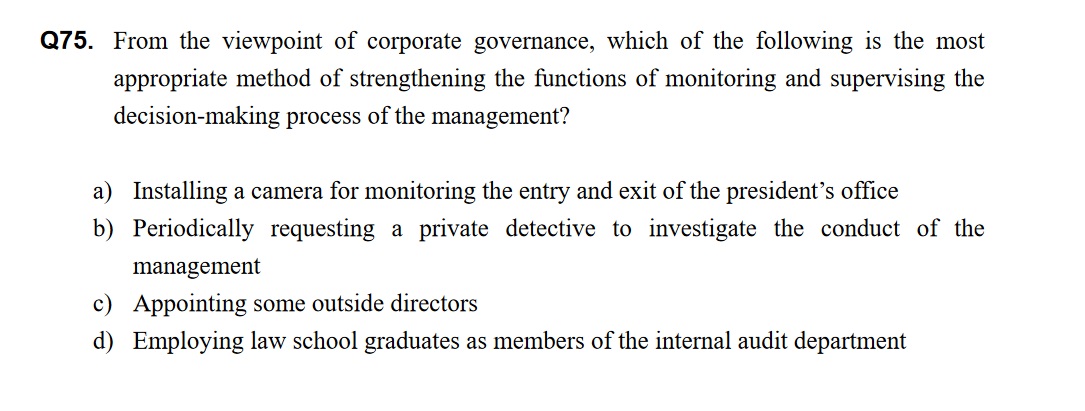 Q75. From the viewpoint of corporate governance, which of the following is the most
appropriate method of strengthening the functions of monitoring and supervising the
decision-making process of the management?
a) Installing a camera for monitoring the entry and exit of the president’s office
b) Periodically requesting a private detective to investigate the conduct of the
management
c) Appointing some outside directors
d) Employing law school graduates as members of the internal audit department